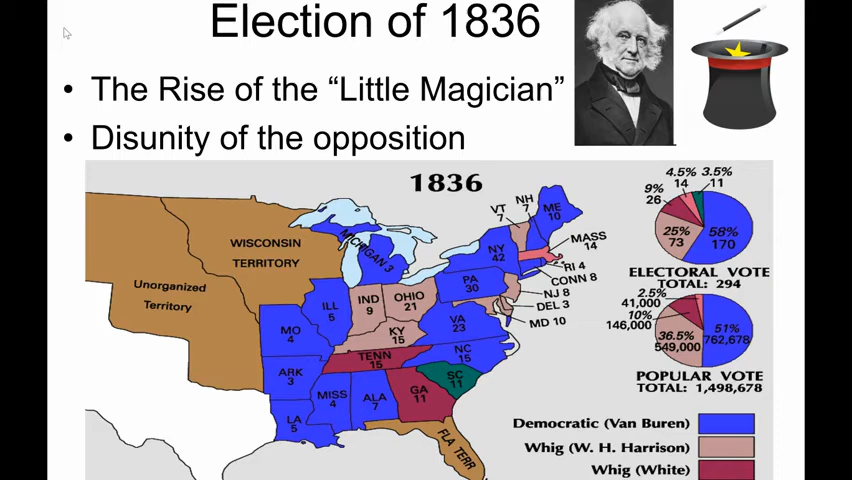 Election of 1836
• The Rise of the “Little Magician”
• Disunity of the opposition
1836
WISCONSIN
TERRITORY
Unorganized
Territory
MICHIGAN 3
VT
7
NH
7
ME
10
MASS
14
NY
42
RI 4
CONN 8
PA
30
NJ 8
DEL 3
MD 10
OHIO
21
IND
9
ILL
5
VA
23
KY
15
MO
4
TENN
15
NC
15
ARK
3
SC
11
MISS
4
ALA
7
GA
11
LA
5
FLA TERR
4.5%
14
3.5%
11
9%
26
25%
73
58%
170
ELECTORAL VOTE
TOTAL: 294
2.5%
41,000
10%
146,000
36.5%
549,000
51%
762,678
POPULAR VOTE
TOTAL: 1,498,678
Democratic (Van Buren)
Whig (W. H. Harrison)
Whig (White)